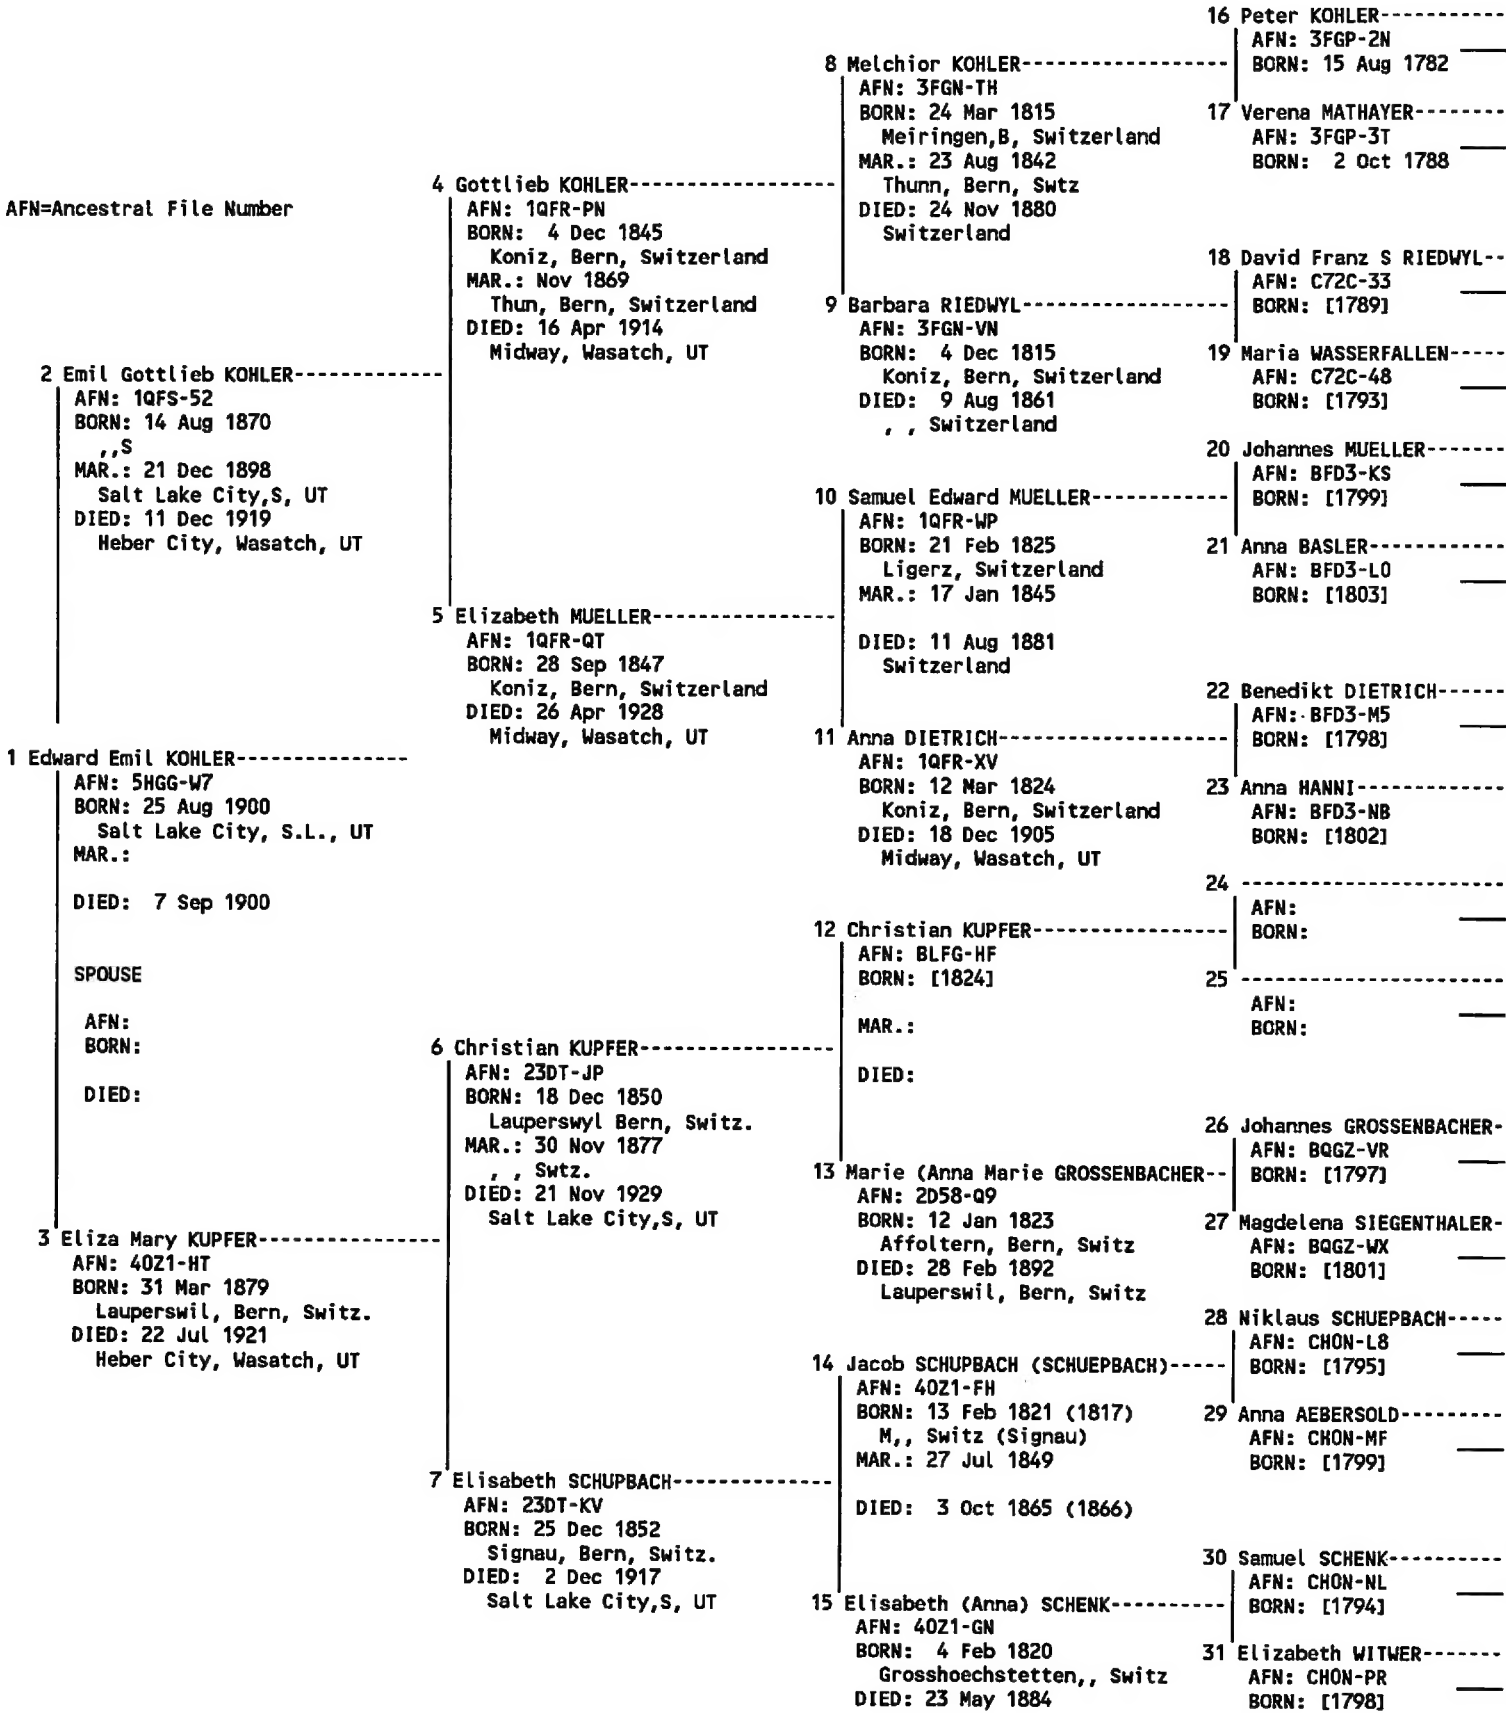 AFN=Ancestral File Number
1 Edward Emil KOHLER---------------
AFN: 5HGG-W7
BORN: 25 Aug 1900
Salt Lake City, S.L., UT
MAR.:
DIED:  7 Sep 1900
SPOUSE
AFN:
BORN:
DIED:
2 Emil Gottlieb KOHLER-------------
AFN: 1QFS-52
BORN: 14 Aug 1870
,,S
MAR.: 21 Dec 1898
Salt Lake City,S, UT
DIED: 11 Dec 1919
Heber City, Wasatch, UT
3 Eliza Mary KUPFER----------------
AFN: 40Z1-HT
BORN: 31 Mar 1879
Lauperswil, Bern, Switz.
DIED: 22 Jul 1921
Heber City, Wasatch, UT
4 Gottlieb KOHLER------------------
AFN: 1QFR-PN
BORN:  4 Dec 1845
Koniz, Bern, Switzerland
MAR.: Nov 1869
Thun, Bern, Switzerland
DIED: 16 Apr 1914
Midway, Wasatch, UT
5 Elizabeth MUELLER----------------
AFN: 1QFR-QT
BORN: 28 Sep 1847
Koniz, Bern, Switzerland
DIED: 26 Apr 1928
Midway, Wasatch, UT
6 Christian KUPFER-----------------
AFN: 23DT-JP
BORN: 18 Dec 1850
Lauperswyl Bern, Switz.
MAR.: 30 Nov 1877
, , Swtz.
DIED: 21 Nov 1929
Salt Lake City,S, UT
7 Elisabeth SCHUPBACH--------------
AFN: 23DT-KV
BORN: 25 Dec 1852
Signau, Bern, Switz.
DIED:  2 Dec 1917
Salt Lake City,S, UT
8 Melchior KOHLER------------------
AFN: 3FGN-TH
BORN: 24 Mar 1815
Meiringen,B, Switzerland
MAR.: 23 Aug 1842
Thunn, Bern, Swtz
DIED: 24 Nov 1880
Switzerland
9 Barbara RIEDWYL------------------
AFN: 3FGN-VN
BORN:  4 Dec 1815
Koniz, Bern, Switzerland
DIED:  9 Aug 1861
, , Switzerland
10 Samuel Edward MUELLER------------
AFN: 1QFR-WP
BORN: 21 Feb 1825
Ligerz, Switzerland
MAR.: 17 Jan 1845
DIED: 11 Aug 1881
Switzerland
11 Anna DIETRICH--------------------
AFN: 1QFR-XV
BORN: 12 Mar 1824
Koniz, Bern, Switzerland
DIED: 18 Dec 1905
Midway, Wasatch, UT
12 Christian KUPFER-----------------
AFN: BLFG-HF
BORN: [1824]
MAR.:
DIED:
13 Marie (Anna Marie GROSSENBACHER--
AFN: 2D58-Q9
BORN: 12 Jan 1823
Affoltern, Bern, Switz
DIED: 28 Feb 1892
Lauperswil, Bern, Switz
14 Jacob SCHUPBACH (SCHUEPBACH)-----
AFN: 40Z1-FH
BORN: 13 Feb 1821 (1817)
M,, Switz (Signau)
MAR.: 27 Jul 1849
DIED:  3 Oct 1865 (1866)
15 Elisabeth (Anna) SCHENK----------
AFN: 40Z1-GN
BORN:  4 Feb 1820
Grosshoechstetten,, Switz
DIED: 23 May 1884
16 Peter KOHLER-----------
AFN: 3FGP-2N
BORN: 15 Aug 1782
17 Verena MATHAYER--------
AFN: 3FGP-3T
BORN:  2 Oct 1788
18 David Franz S RIEDWYL--
AFN: C72C-33
BORN: [1789]
19 Maria WASSERFALLEN-----
AFN: C72C-48
BORN: [1793]
20 Johannes MUELLER-------
AFN: BFD3-KS
BORN: [1799]
21 Anna BASLER------------
AFN: BFD3-L0
BORN: [1803]
22 Benedikt DIETRICH------
AFN: BFD3-M5
BORN: [1798]
23 Anna HANNI-------------
AFN: BFD3-NB
BORN: [1802]
24 -----------------------
AFN:
BORN:
25 -----------------------
AFN:
BORN:
26 Johannes GROSSENBACHER-
AFN: BQGZ-VR
BORN: [1797]
27 Magdelena SIEGENTHALER-
AFN: BQGZ-WX
BORN: [1801]
28 Niklaus SCHUEPBACH-----
AFN: CHON-L8
BORN: [1795]
29 Anna AEBERSOLD---------
AFN: CHON-MF
BORN: [1799]
30 Samuel SCHENK----------
AFN: CHON-NL
BORN: [1794]
31 Elizabeth WITWER-------
AFN: CHON-PR
BORN: [1798]